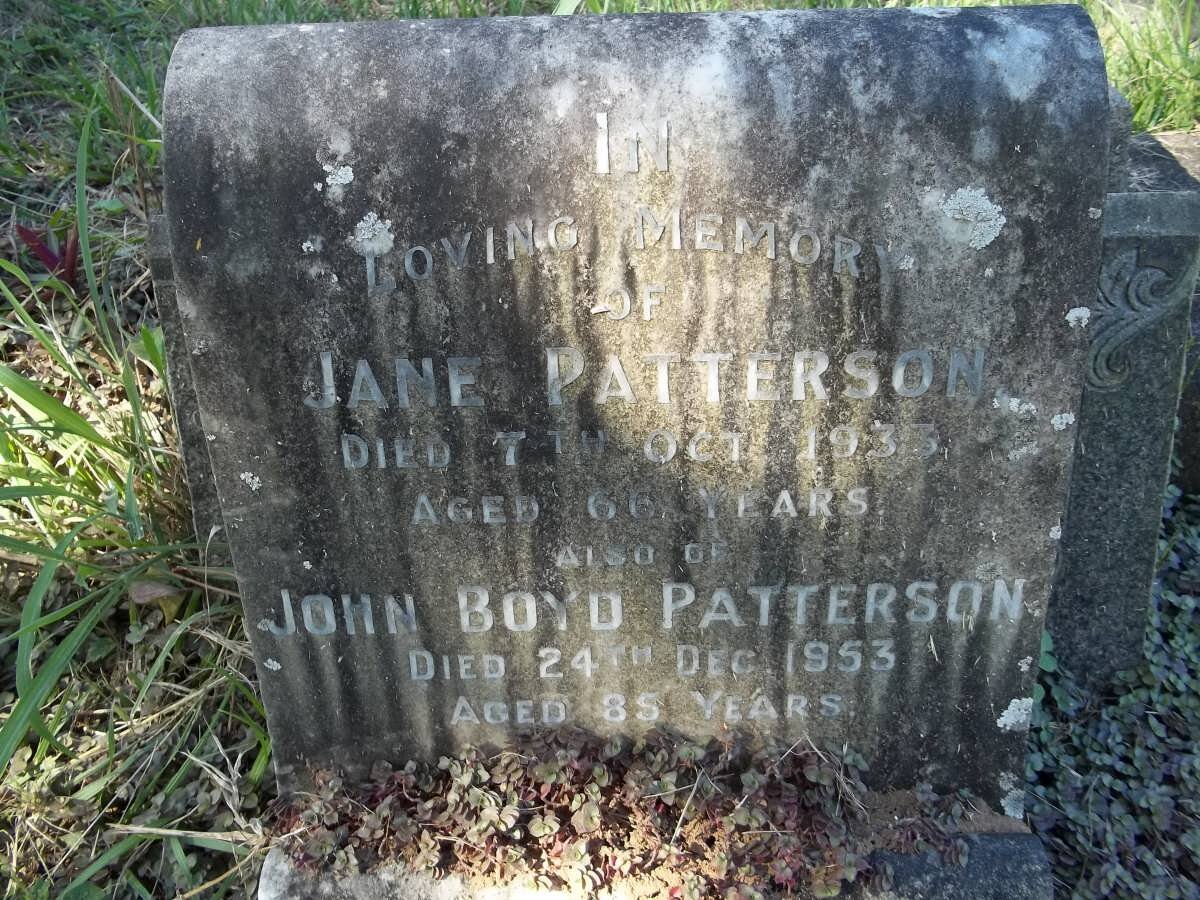 IN
LOVING MEMORY
OF
JANE PATTERSON,
DIED 7TH OCT. 1933.
AGED 66 YEARS.
ALSO OF
JOHN BOYD PATTERSON
DIED 24TH DEC. 1953
AGED 85 YEARS.